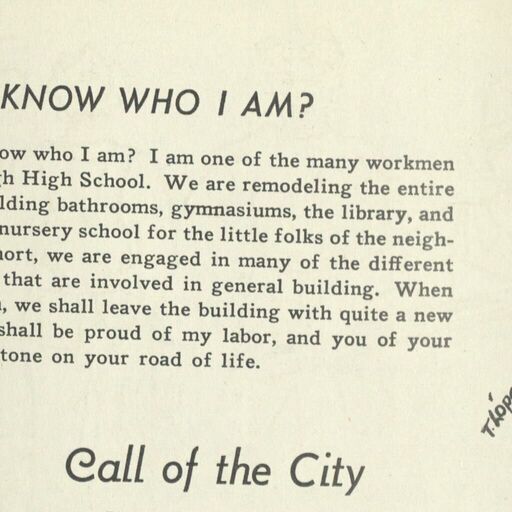 KNOW WHO I AM?
ow who I am? I am one of the many workmen
h High School. We are remodeling the entire
lding bathrooms, gymnasiums, the library, and
nursery school for the little folks of the neigh-
ort, we are engaged in many of the different
that are involved in general building. When
, we shall leave the building with quite a new
shall be proud of my labor, and you of your
tone on your road of life.
T. Lóp
Call of the City